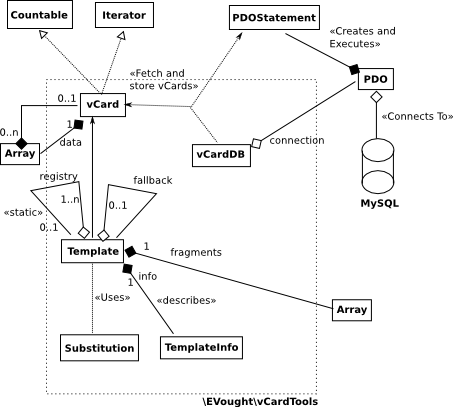 Countable
Iterator
PDOStatement
«Creates and
Executes»
«Fetch and
store vCards»
PDO
0..1
vCard
«Connects To»
0..n
1
data
Array
vCardDB
connection
MySQL
registry
fallback
1..n
0..1
«static»
0..1
Template
1
fragments
info
1
«Uses»
«describes»
Array
Substitution
TemplateInfo
\EVought\vCardTools